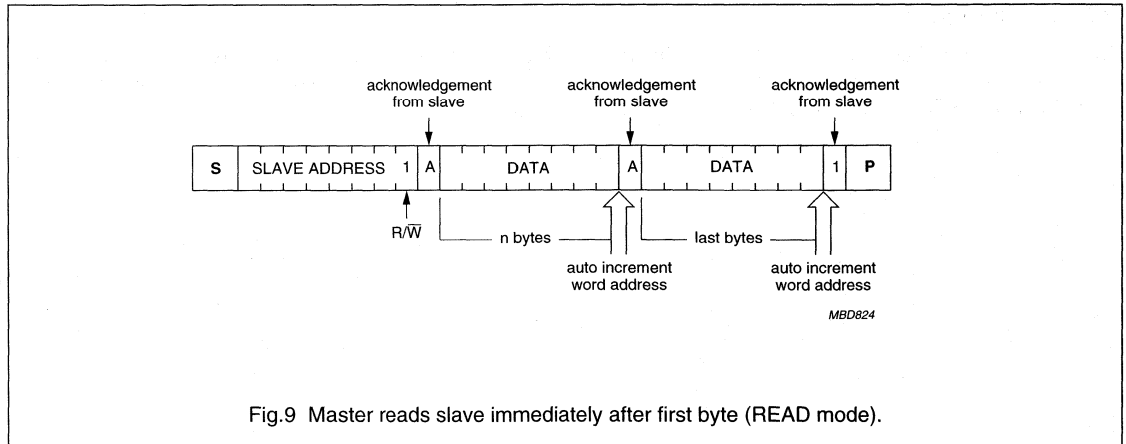 acknowledgement
from slave
acknowledgement
from slave
acknowledgement
from slave
S SLAVE ADDRESS 1 A DATA A DATA 1 P
R/W̅
n bytes
last bytes
auto increment
word address
auto increment
word address
MBD824
Fig.9 Master reads slave immediately after first byte (READ mode).